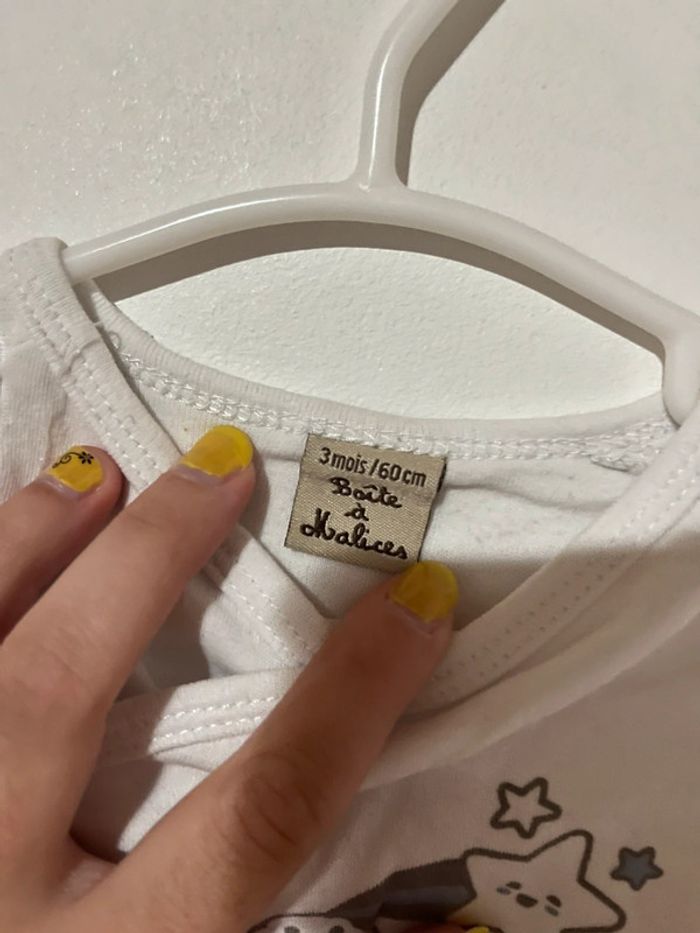 3 mois / 60 cm
Boîte
à
Malices